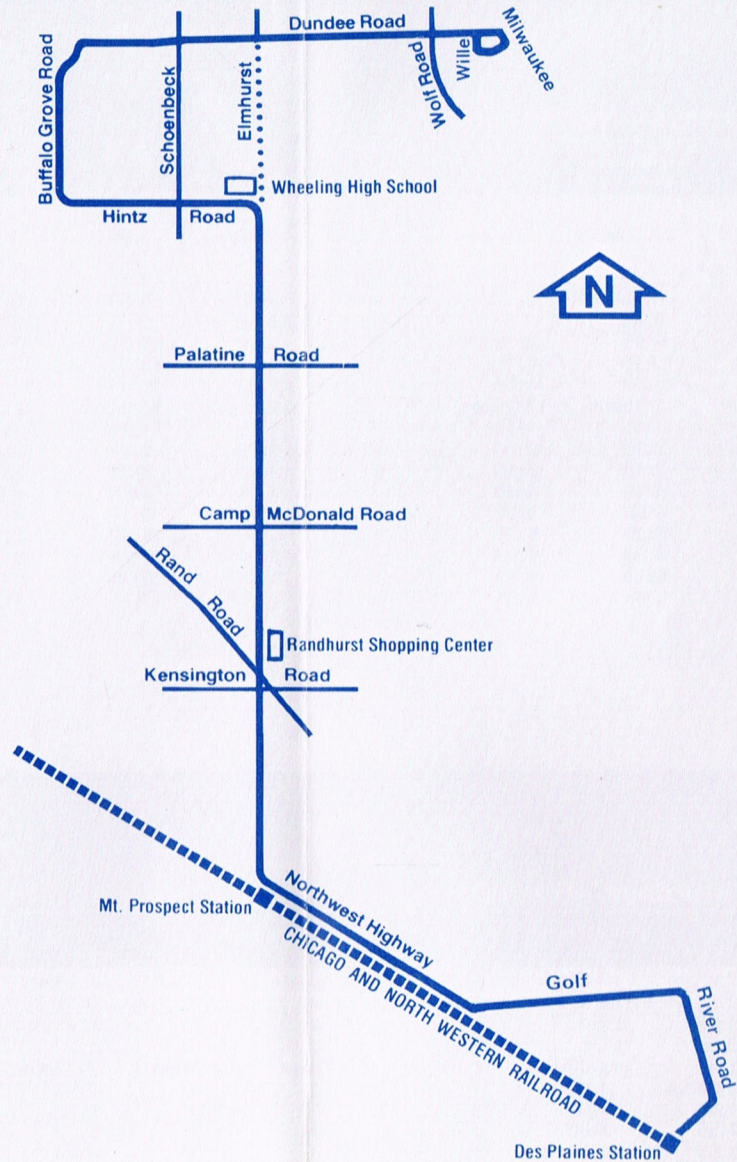 Dundee Road
Milwaukee
Wille
Wolf Road
Buffalo Grove Road
Schoenbeck
Elmhurst
Wheeling High School
Hintz Road
N
Palatine Road
Camp McDonald Road
Rand Road
Randhurst Shopping Center
Kensington Road
Northwest Highway
Mt. Prospect Station
CHICAGO AND NORTH WESTERN RAILROAD
Golf
River Road
Des Plaines Station